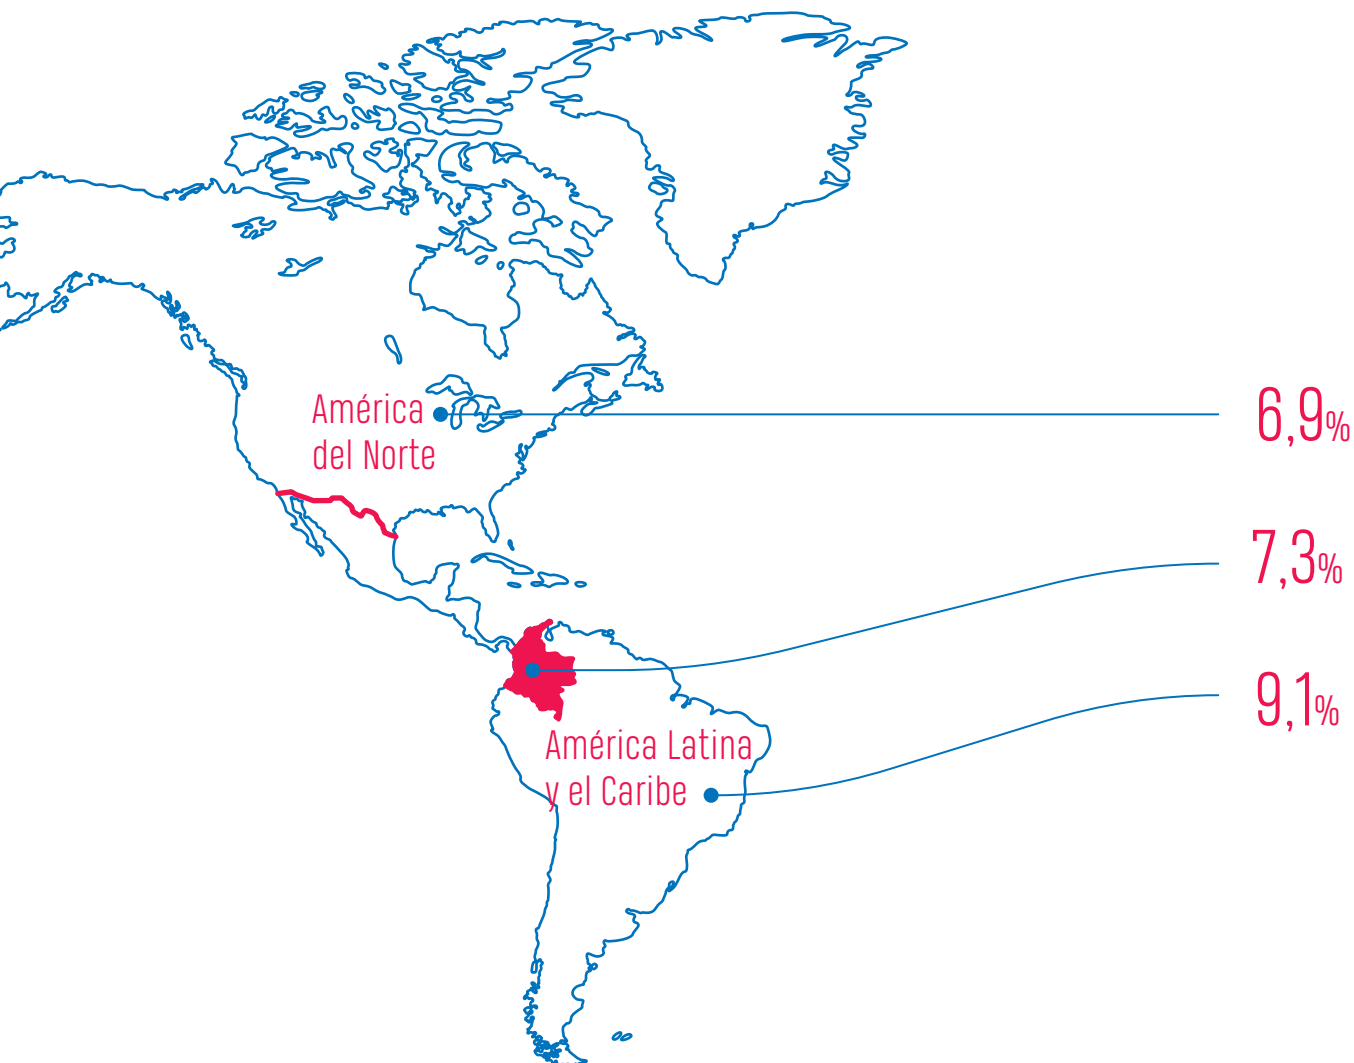 América
del Norte
6,9%
7,3%
9,1%
América Latina
y el Caribe